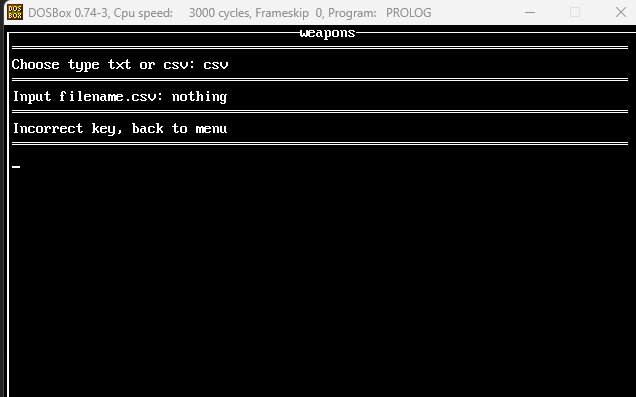 DOSBox 0.74-3, Cpu speed: 3000 cycles, Frameskip 0, Program: PROLOG
Weapons
Choose type txt or csv: csv
Input filename.csv: nothing
Incorrect key, back to menu